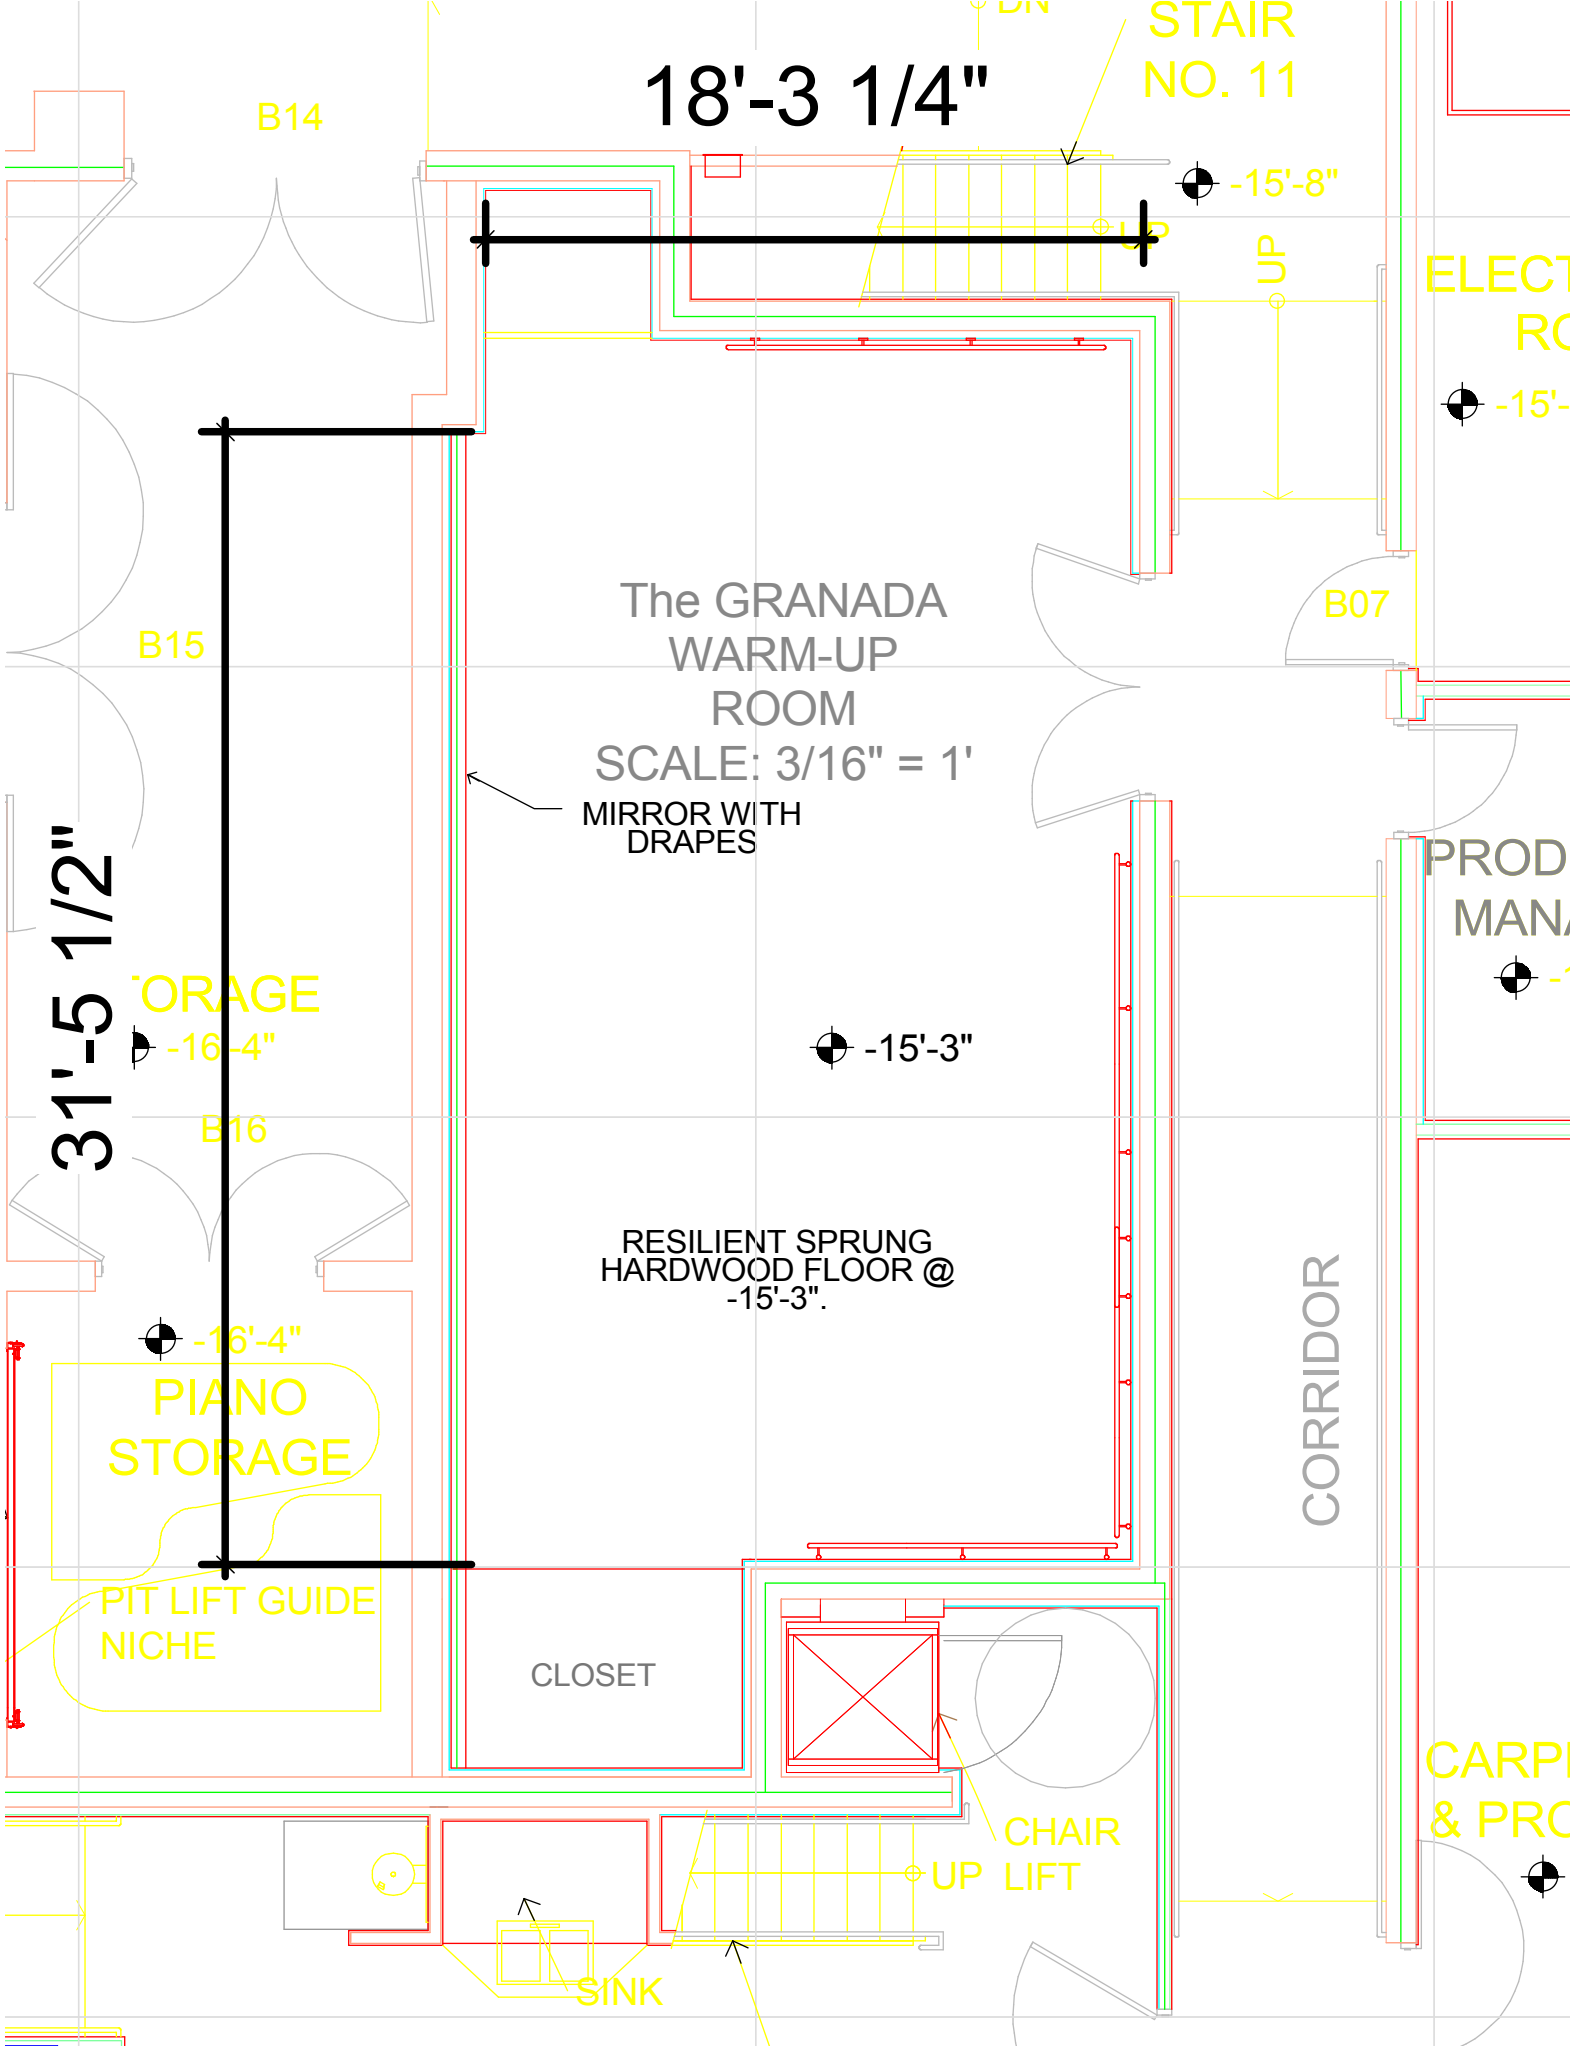 DN
STAIR
NO. 11
18'-3 1/4"
B14
-15'-8"
UP
UP
ELECT
RO
-15'-
The GRANADA
WARM-UP
ROOM
SCALE: 3/16" = 1'
B07
B15
MIRROR WITH
DRAPES
31'-5 1/2"
PROD
MANA
ORAGE
-16'-4"
-15'-3"
B16
RESILIENT SPRUNG
HARDWOOD FLOOR @
-15'-3".
CORRIDOR
-16'-4"
PIANO
STORAGE
PIT LIFT GUIDE
NICHE
CLOSET
CARP
& PRO
CHAIR
LIFT
UP
SINK